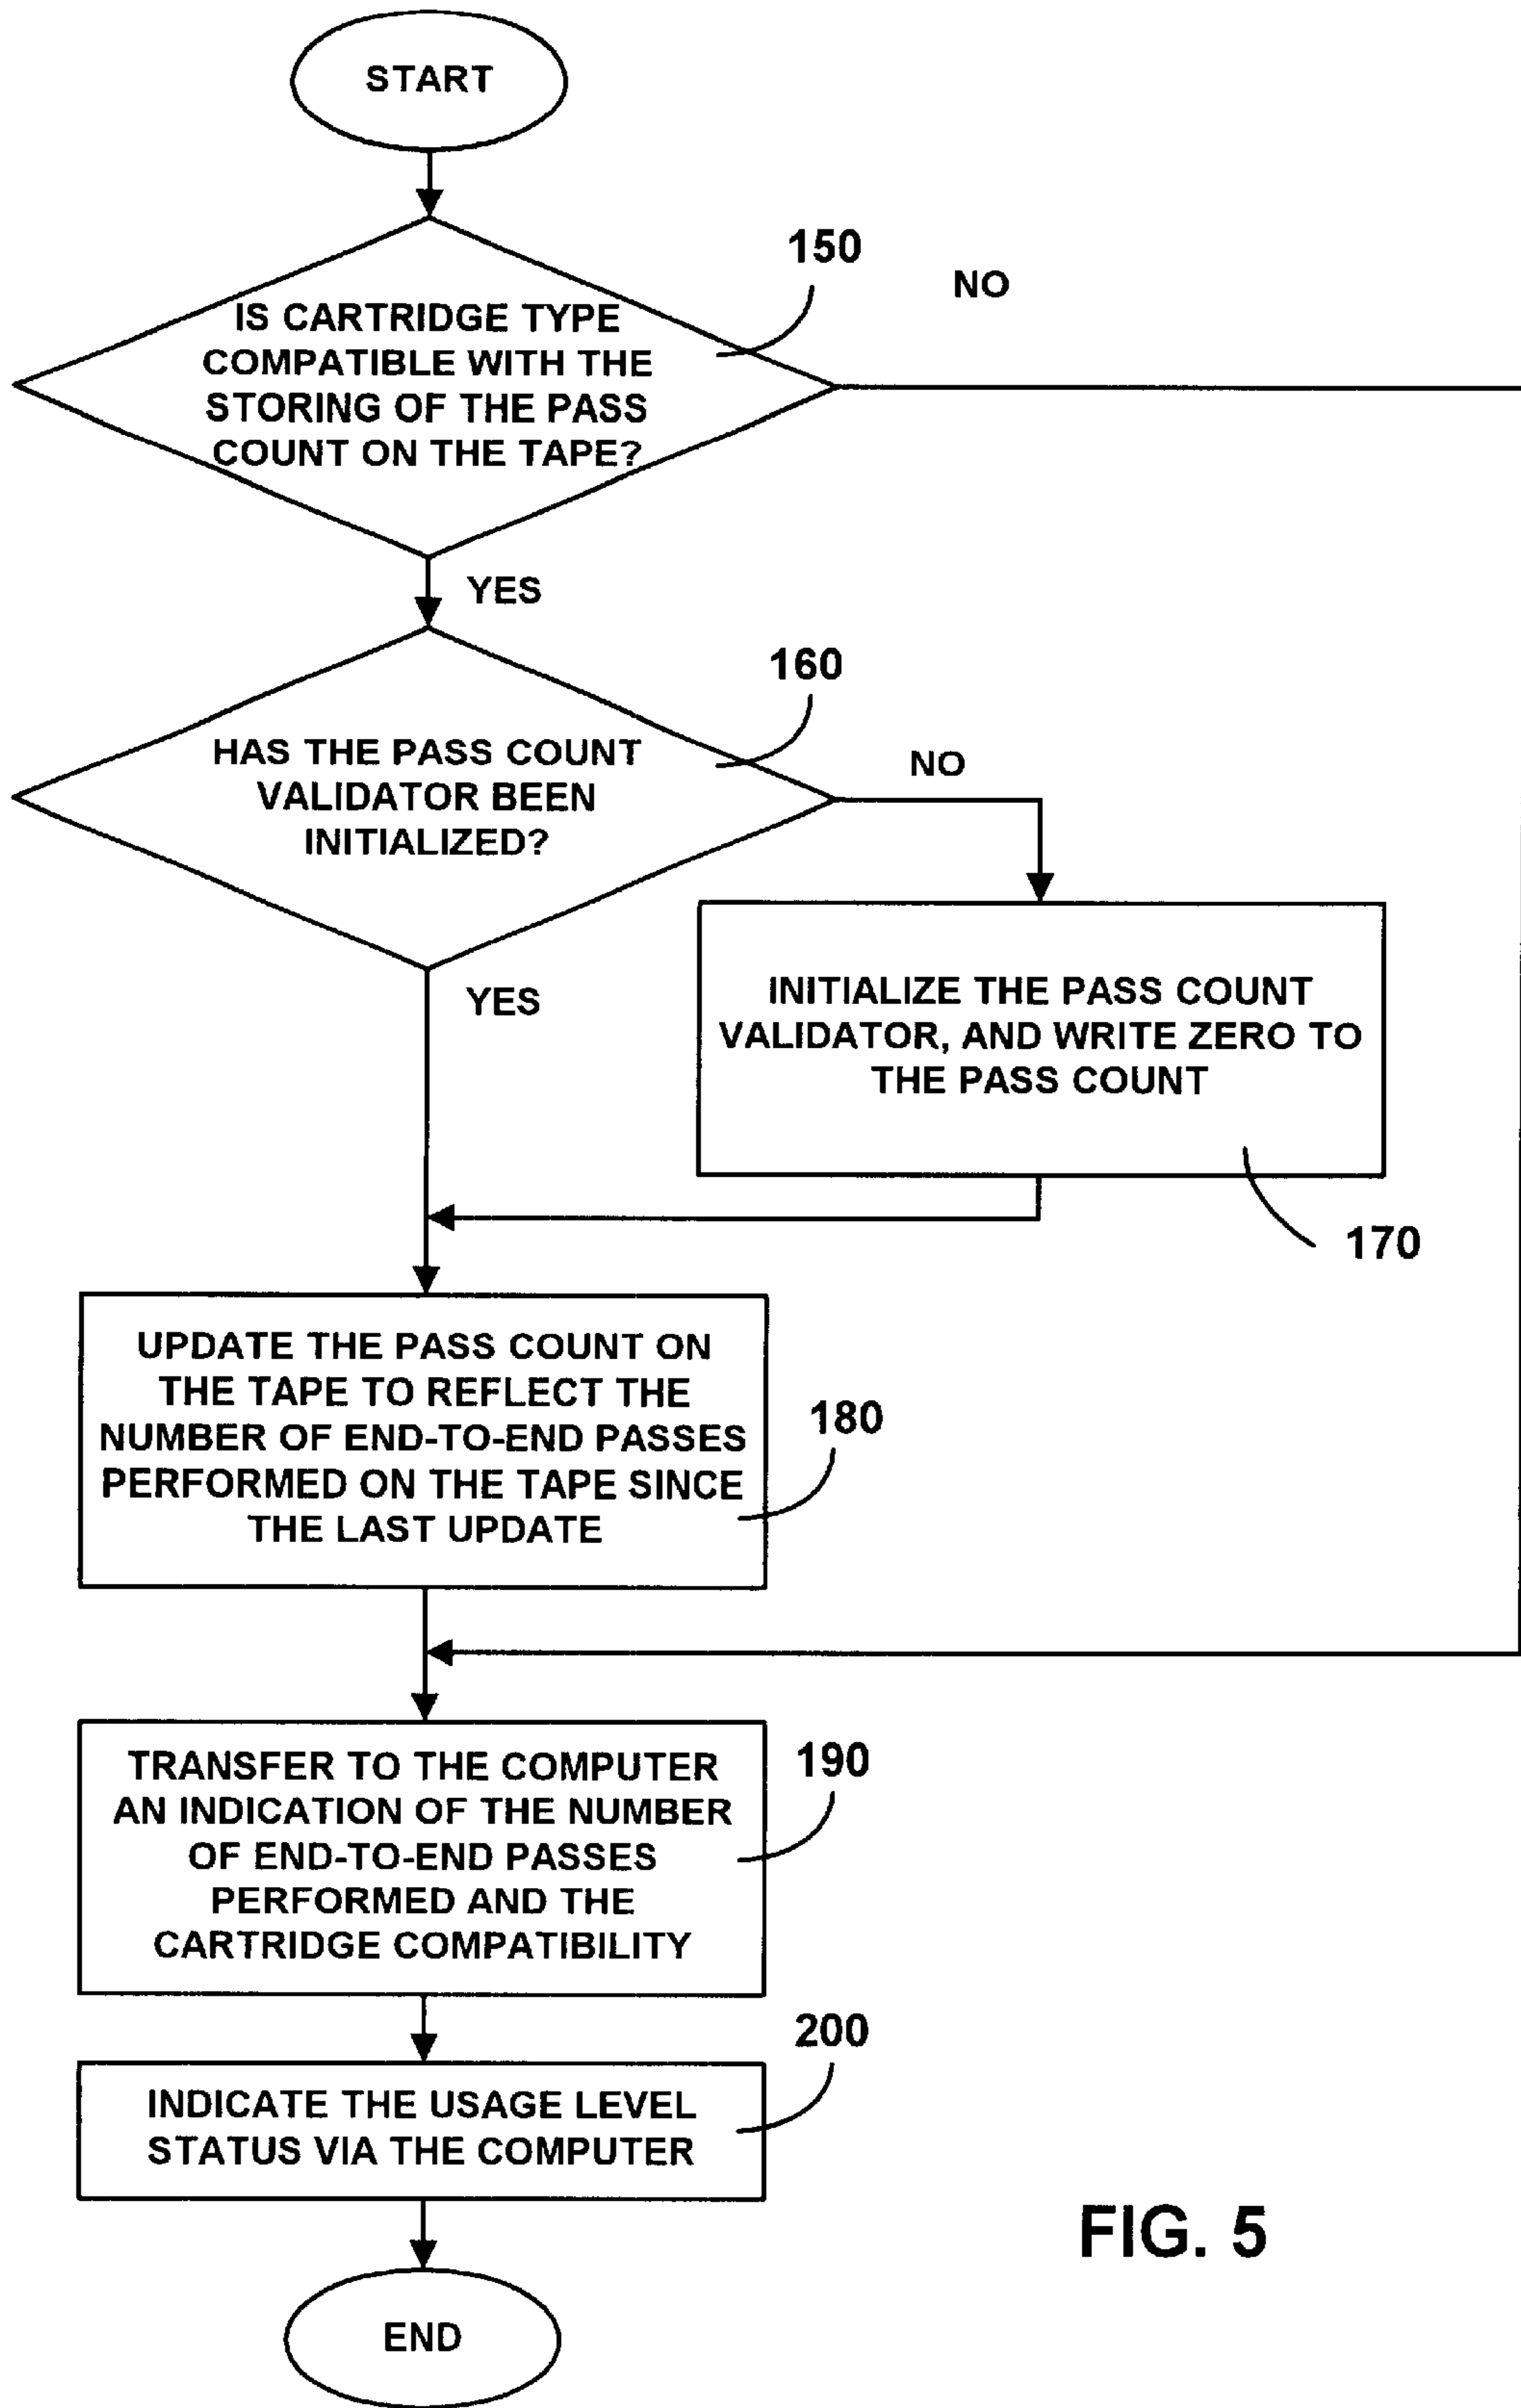 START
150
NO
IS CARTRIDGE TYPE
COMPATIBLE WITH THE
STORING OF THE PASS
COUNT ON THE TAPE?
YES
160
HAS THE PASS COUNT
VALIDATOR BEEN
INITIALIZED?
NO
YES
INITIALIZE THE PASS COUNT
VALIDATOR, AND WRITE ZERO TO
THE PASS COUNT
170
UPDATE THE PASS COUNT ON
THE TAPE TO REFLECT THE
NUMBER OF END-TO-END PASSES
PERFORMED ON THE TAPE SINCE
THE LAST UPDATE
180
TRANSFER TO THE COMPUTER
AN INDICATION OF THE NUMBER
OF END-TO-END PASSES
PERFORMED AND THE
CARTRIDGE COMPATIBILITY
190
200
INDICATE THE USAGE LEVEL
STATUS VIA THE COMPUTER
FIG. 5
END